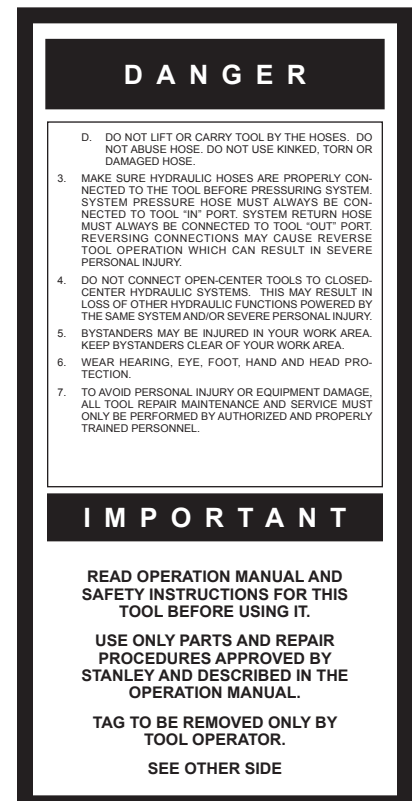 DANGER
D. DO NOT LIFT OR CARRY TOOL BY THE HOSES. DO
NOT ABUSE HOSE. DO NOT USE KINKED, TORN OR
DAMAGED HOSE.
3. MAKE SURE HYDRAULIC HOSES ARE PROPERLY CON-
NECTED TO THE TOOL BEFORE PRESSURING SYSTEM.
SYSTEM PRESSURE HOSE MUST ALWAYS BE CON-
NECTED TO TOOL “IN” PORT. SYSTEM RETURN HOSE
MUST ALWAYS BE CONNECTED TO TOOL “OUT” PORT.
REVERSING CONNECTIONS MAY CAUSE REVERSE
TOOL OPERATION WHICH CAN RESULT IN SEVERE
PERSONAL INJURY.
4. DO NOT CONNECT OPEN-CENTER TOOLS TO CLOSED-
CENTER HYDRAULIC SYSTEMS. THIS MAY RESULT IN
LOSS OF OTHER HYDRAULIC FUNCTIONS POWERED BY
THE SAME SYSTEM AND/OR SEVERE PERSONAL INJURY.
5. BYSTANDERS MAY BE INJURED IN YOUR WORK AREA.
KEEP BYSTANDERS CLEAR OF YOUR WORK AREA.
6. WEAR HEARING, EYE, FOOT, HAND AND HEAD PRO-
TECTION.
7. TO AVOID PERSONAL INJURY OR EQUIPMENT DAMAGE,
ALL TOOL REPAIR MAINTENANCE AND SERVICE MUST
ONLY BE PERFORMED BY AUTHORIZED AND PROPERLY
TRAINED PERSONNEL.
IMPORTANT
READ OPERATION MANUAL AND
SAFETY INSTRUCTIONS FOR THIS
TOOL BEFORE USING IT.
USE ONLY PARTS AND REPAIR
PROCEDURES APPROVED BY
STANLEY AND DESCRIBED IN THE
OPERATION MANUAL.
TAG TO BE REMOVED ONLY BY
TOOL OPERATOR.
SEE OTHER SIDE